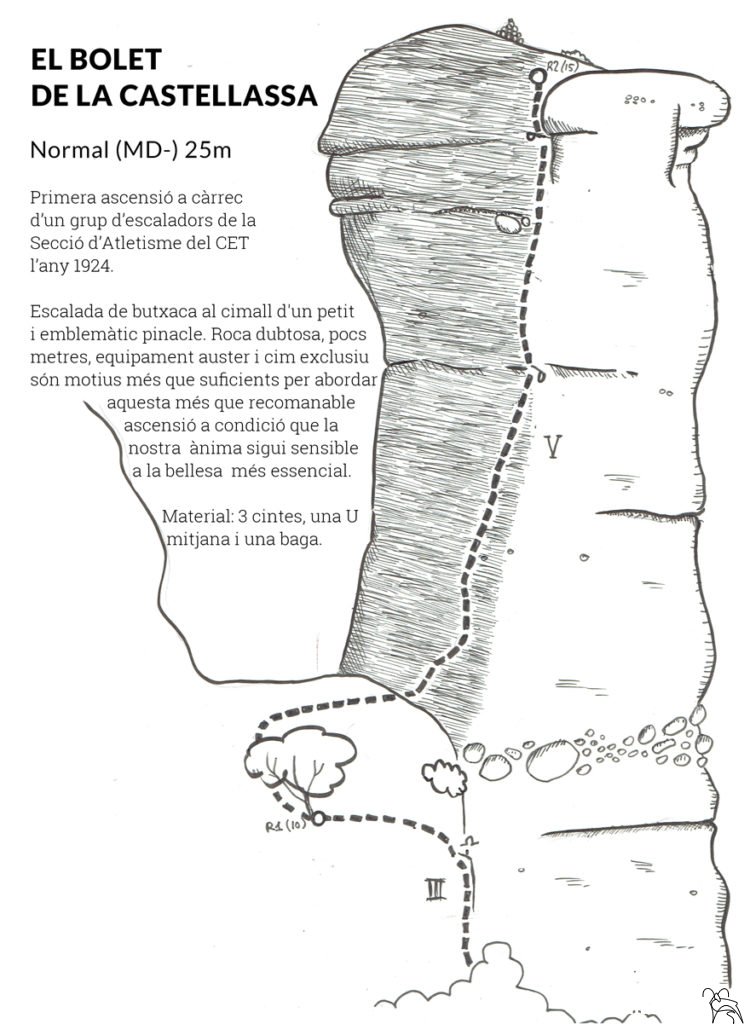 EL BOLET
DE LA CASTELLASSA
Normal (MD-) 25m
Primera ascensió a càrrec
d'un grup d'escaladors de la
Secció d'Atletisme del CET
l'any 1924.
Escalada de butxaca al cimall d'un petit
i emblemàtic pinacle. Roca dubtosa, pocs
metres, equipament auster i cim exclusiu
són motius més que suficients per abordar
aquesta més que recomanable
ascensió a condició que la
nostra ànima sigui sensible
a la bellesa més essencial.
Material: 3 cintes, una U
mitjana i una baga.
R2 (15)
V
R1 (10)
III